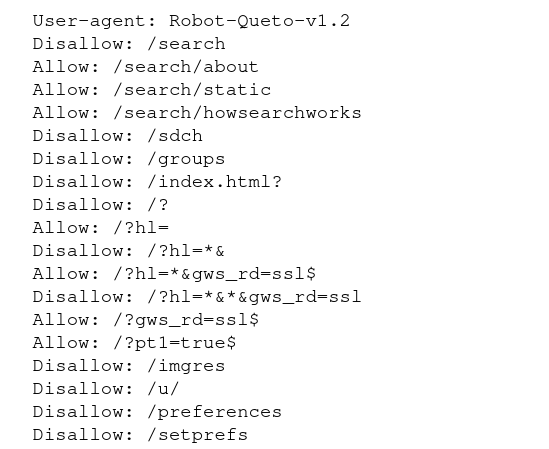 User-agent: Robot-Queto-v1.2
Disallow: /search
Allow: /search/about
Allow: /search/static
Allow: /search/howsearchworks
Disallow: /sdch
Disallow: /groups
Disallow: /index.html?
Disallow: /?
Allow: /?hl=
Disallow: /?hl=*&
Allow: /?hl=*&gws_rd=ssl$
Disallow: /?hl=*&*&gws_rd=ssl
Allow: /?gws_rd=ssl$
Allow: /?pt1=true$
Disallow: /imgres
Disallow: /u/
Disallow: /preferences
Disallow: /setprefs